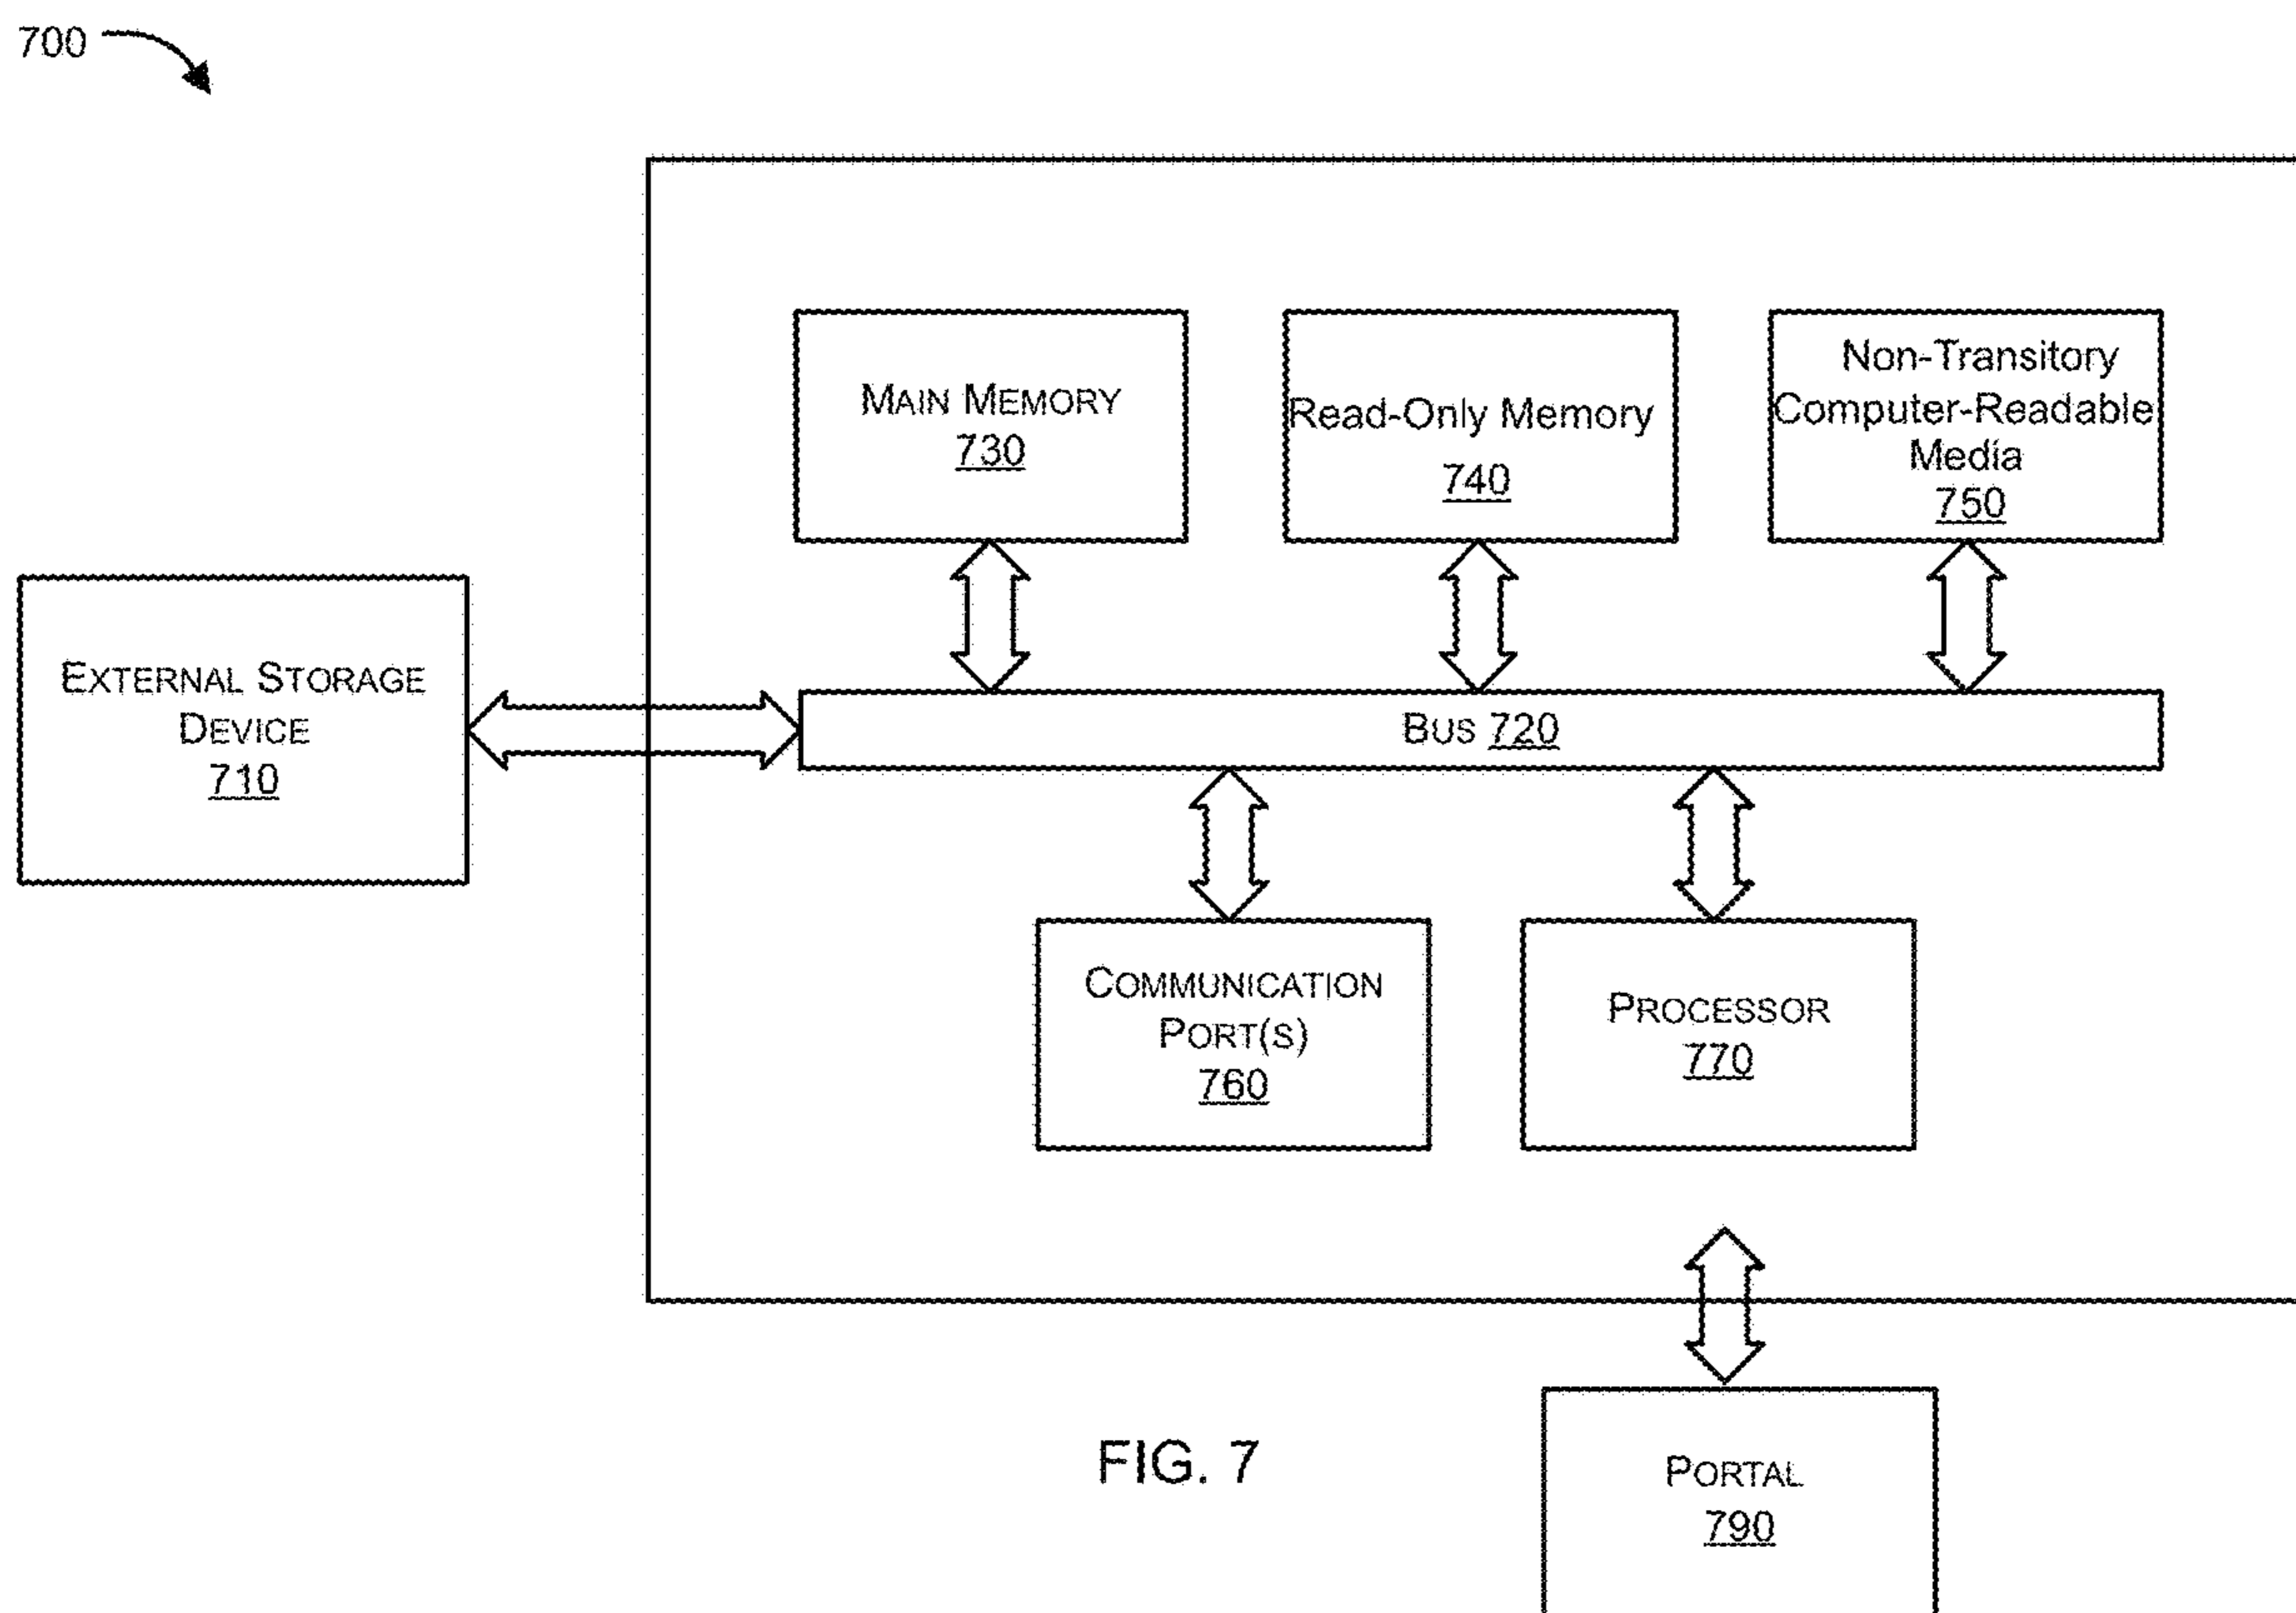 700
MAIN MEMORY
730
Read-Only Memory
740
Non-Transitory
Computer-Readable
Media
750
EXTERNAL STORAGE
DEVICE
710
BUS 720
COMMUNICATION
PORT(S)
760
PROCESSOR
770
FIG. 7
PORTAL
790